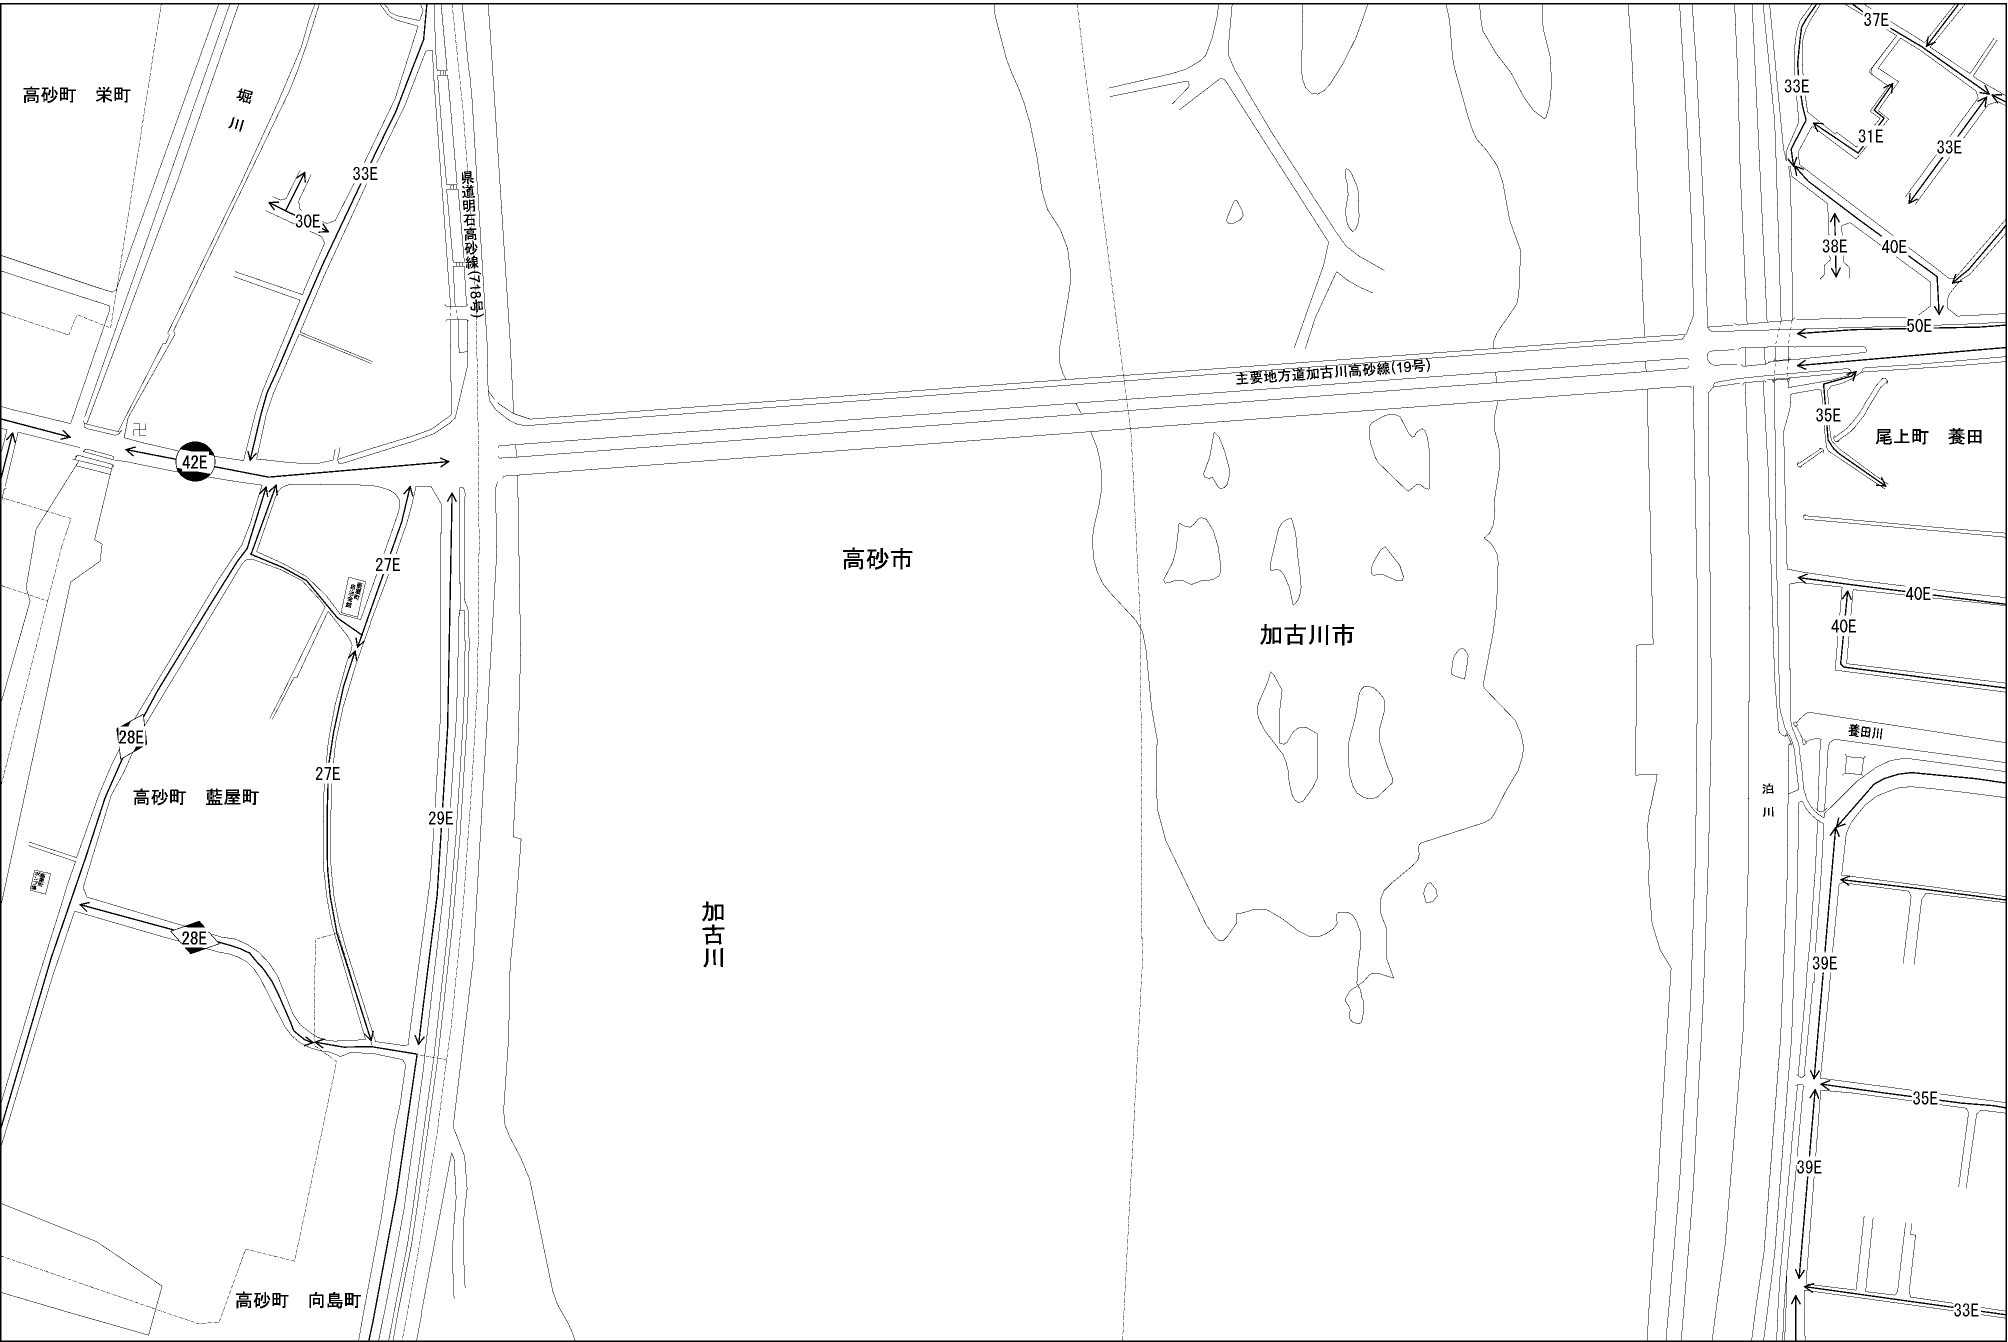 37E
高砂町 栄町
堀川
33E
33E
31E
33E
県道明石高砂線(718号)
30E
38E
40E
50E
主要地方道加古川高砂線(19号)
35E
尾上町 養田
卍
42E
高砂市
27E
40E
40E
加古川市
28E
養田川
27E
高砂町 藍屋町
泊川
29E
加古川
28E
39E
35E
39E
高砂町 向島町
33E